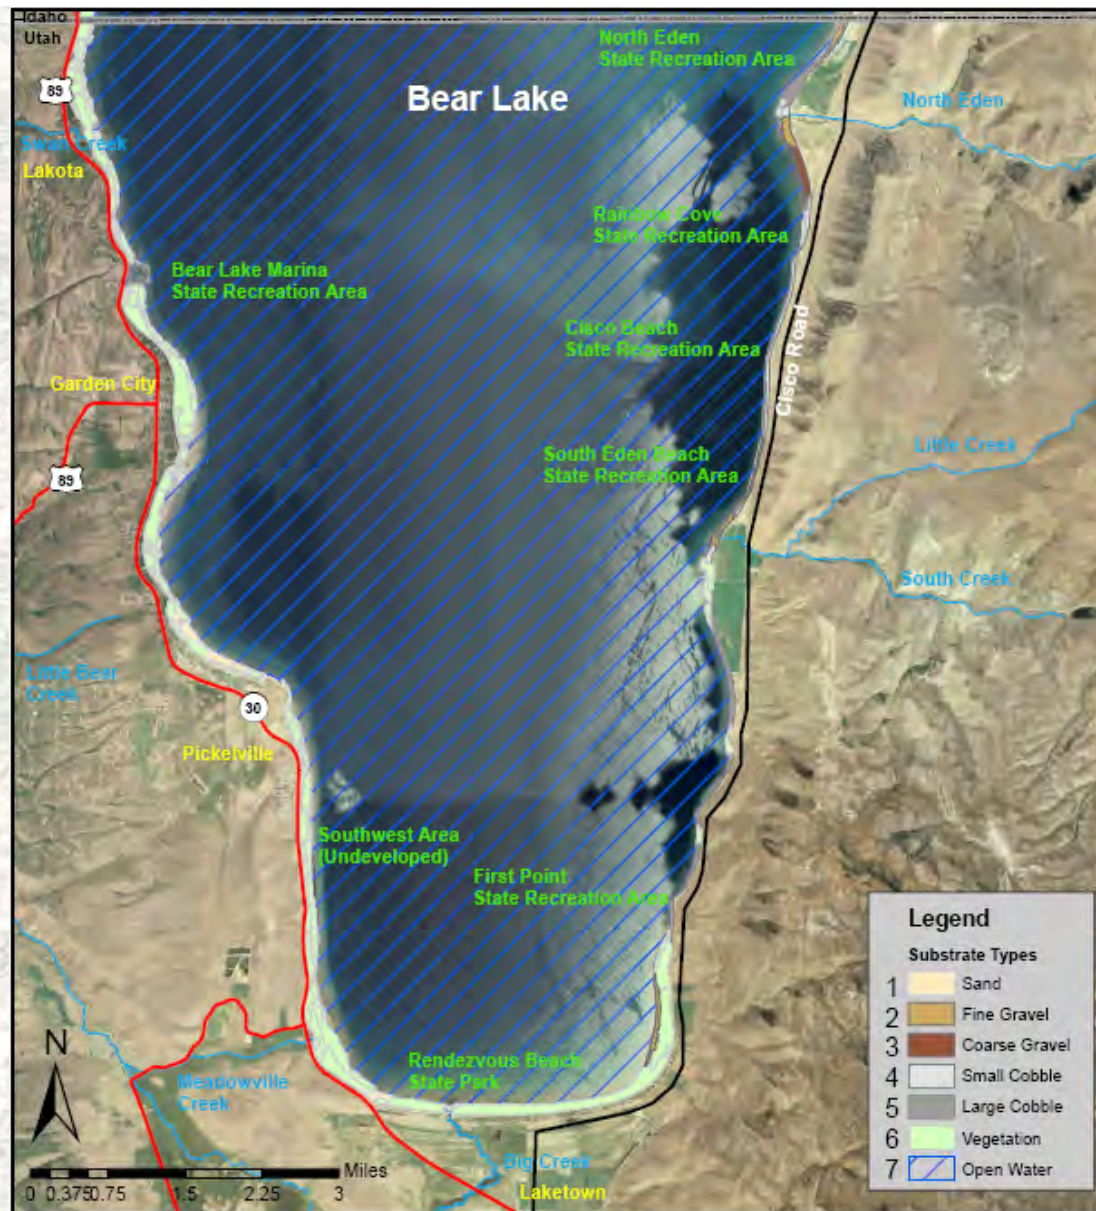 Idaho
Utah
89
Swan Creek
Lakota
Bear Lake
North Eden
State Recreation Area
North Eden
Rainbow Cove
State Recreation Area
Bear Lake Marina
State Recreation Area
Cisco Beach
State Recreation Area
Cisco Road
Garden City
89
South Eden Beach
State Recreation Area
Little Creek
South Creek
Little Bear
Creek
30
Pickelville
Southwest Area
(Undeveloped)
First Point
State Recreation Area
Rendezvous Beach
State Park
Meadowville
Creek
Big Creek
Laketown
N
Miles
0 0.375 0.75 1.5 2.25 3
Legend
Substrate Types
1 Sand
2 Fine Gravel
3 Coarse Gravel
4 Small Cobble
5 Large Cobble
6 Vegetation
7 Open Water